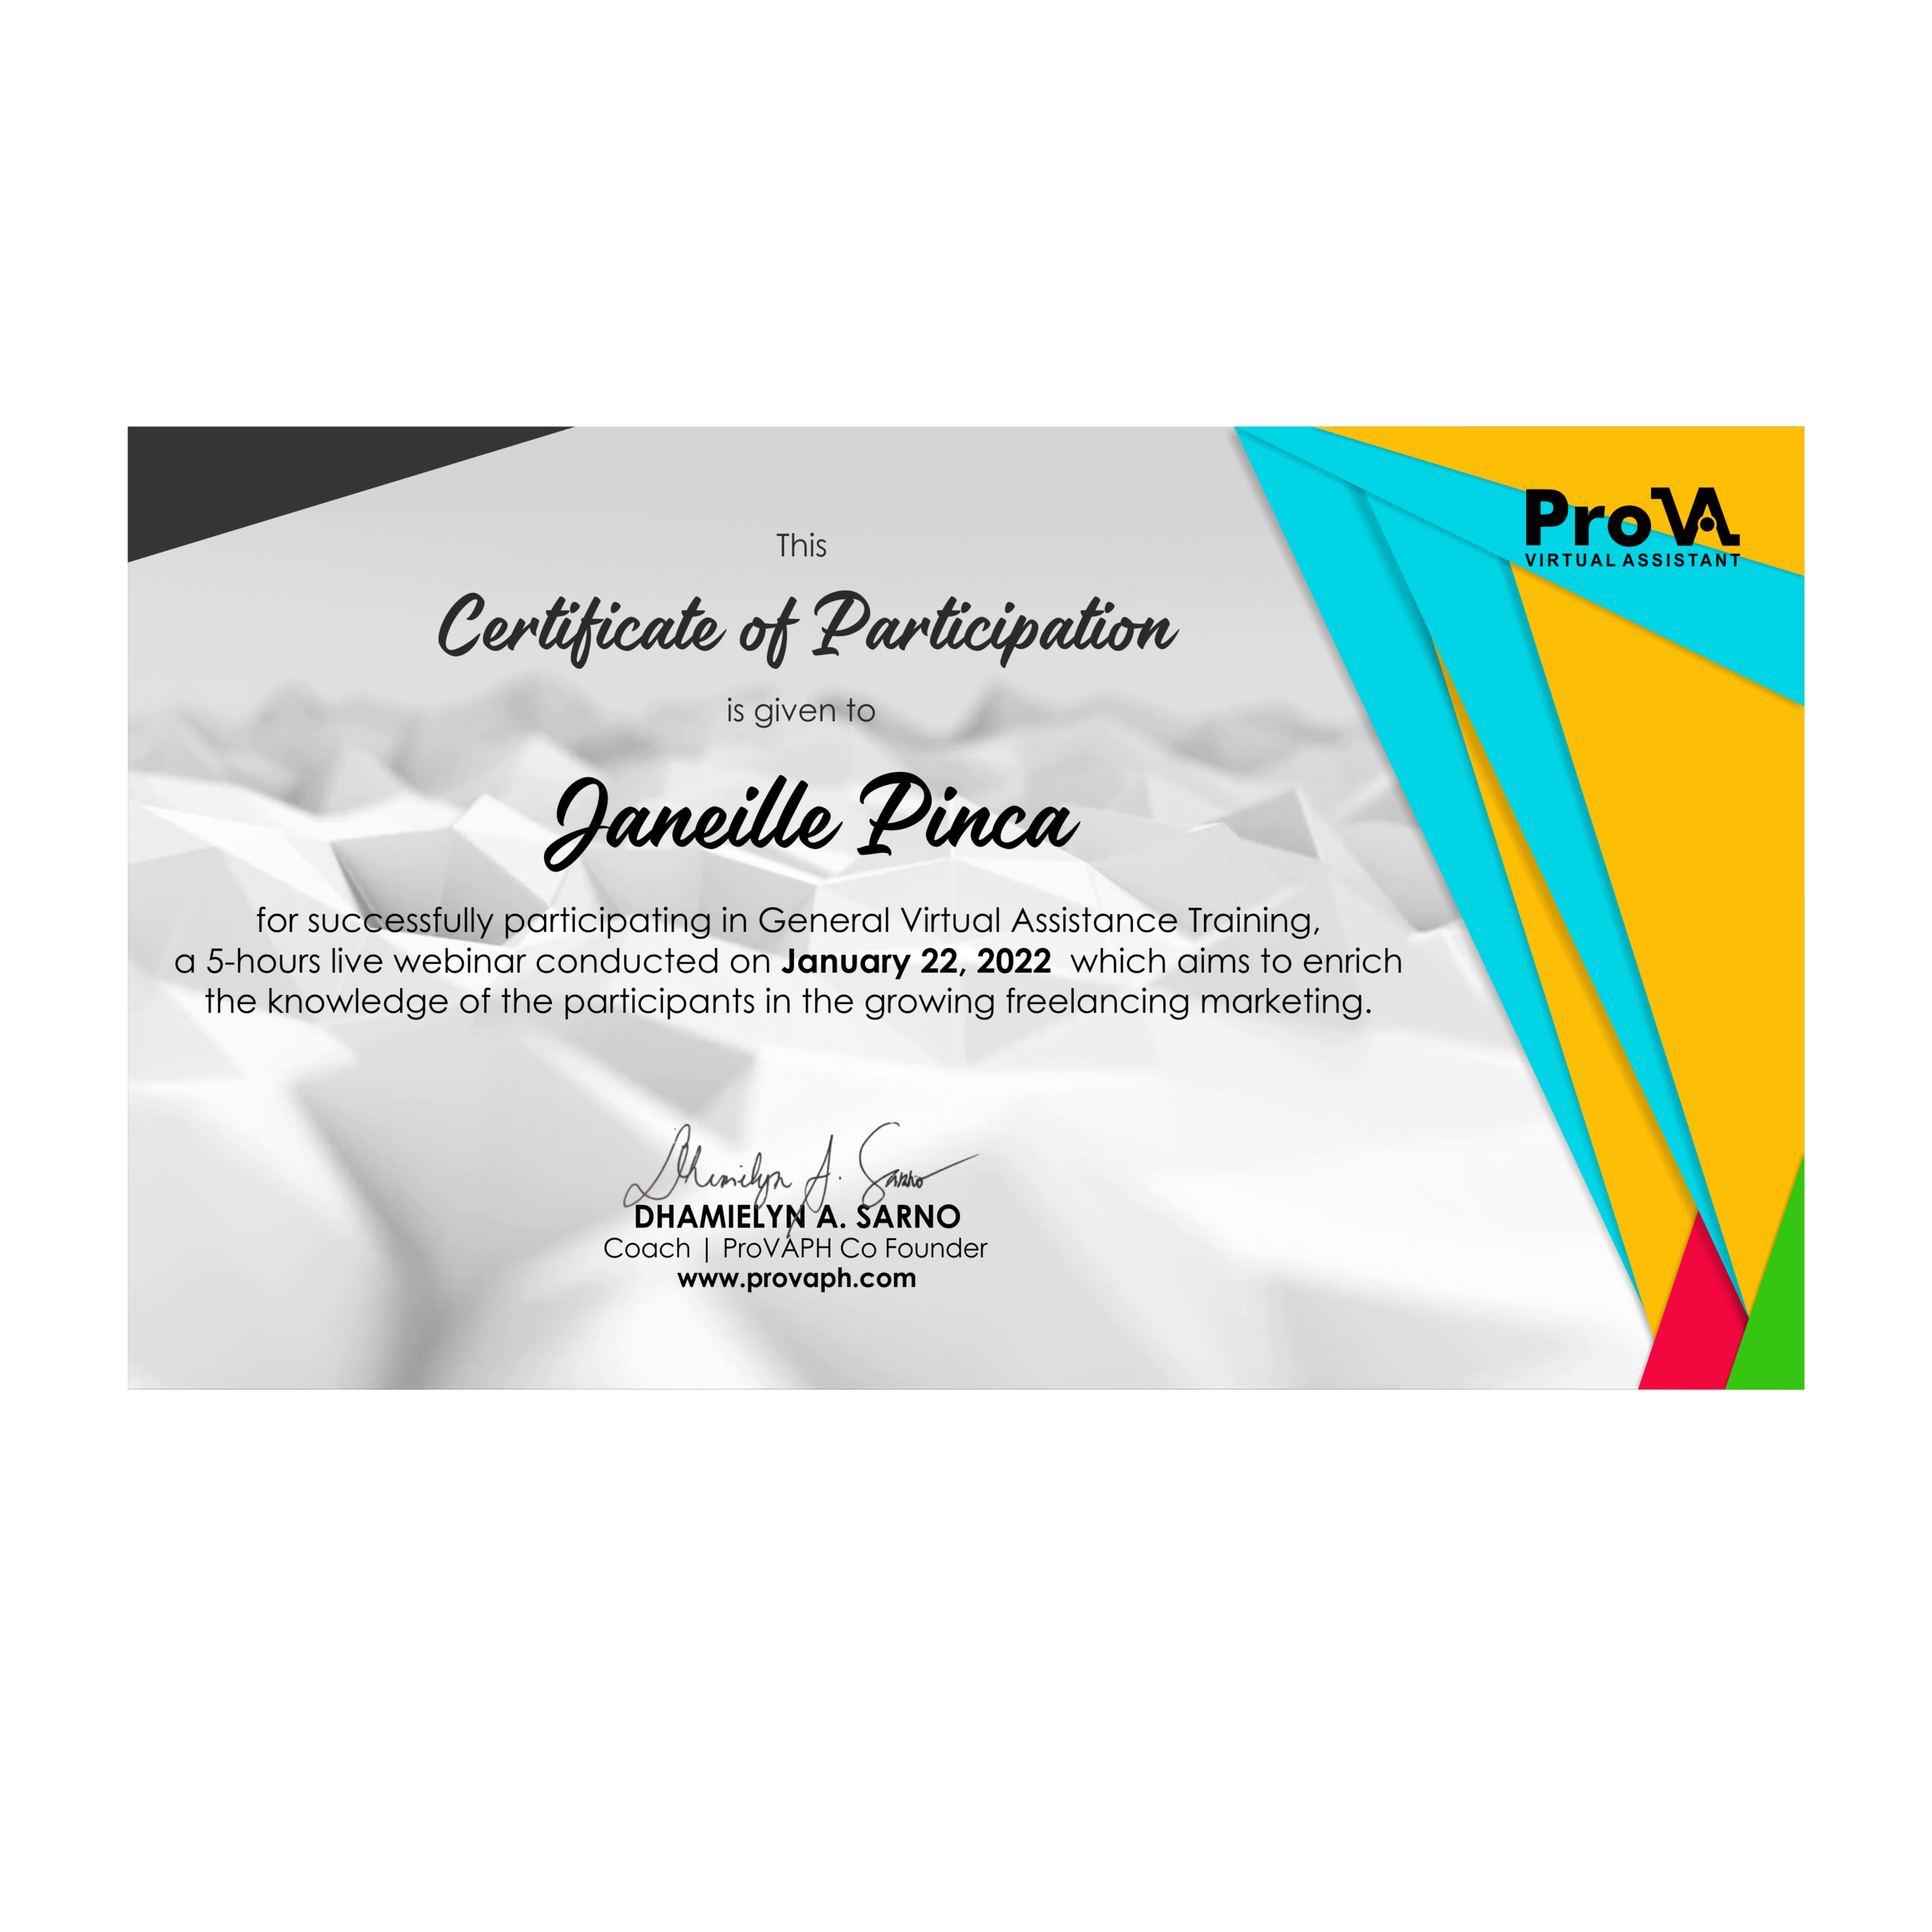 ProVA
VIRTUAL ASSISTANT
This
Certificate of Participation
is given to
Janeille Pinca
for successfully participating in General Virtual Assistance Training,
a 5-hours live webinar conducted on January 22, 2022 which aims to enrich
the knowledge of the participants in the growing freelancing marketing.
Dhamielyn A. Sarno
DHAMIELYN A. SARNO
Coach | ProVAPH Co Founder
www.provaph.com